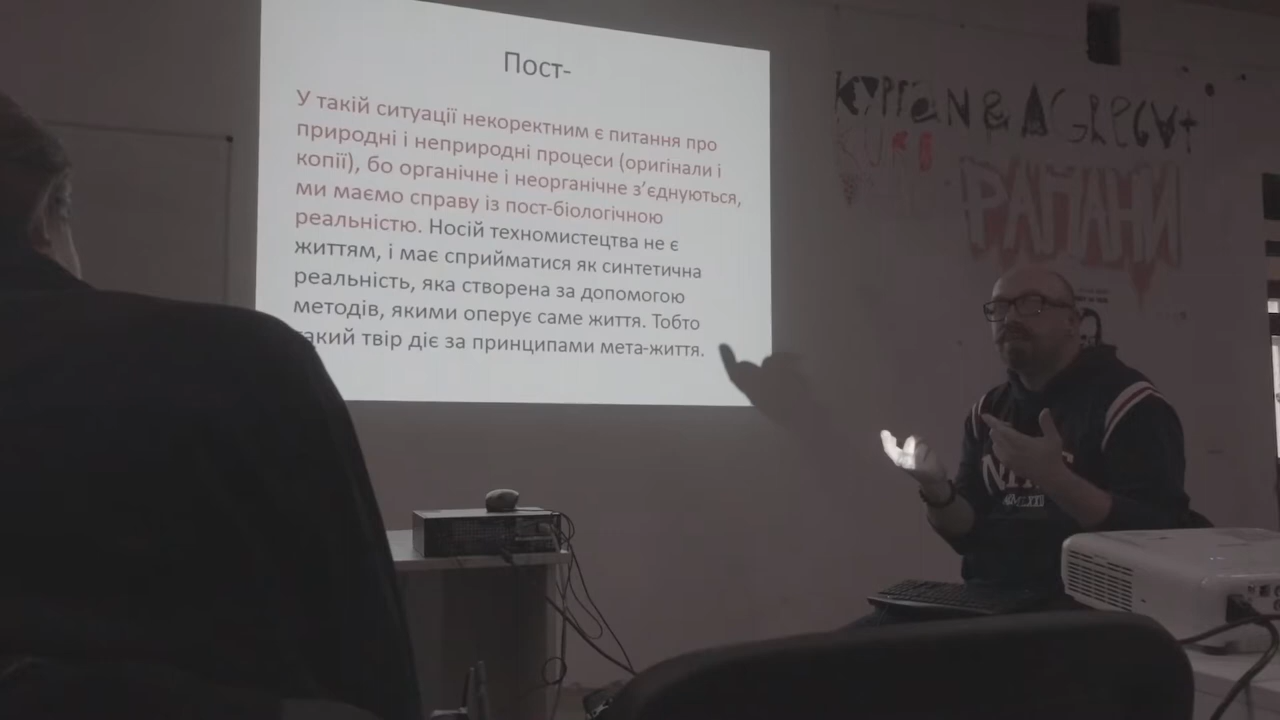 Пост-
У такій ситуації некоректним є питання про
природні і неприродні процеси (оригінали і
копії), бо органічне і неорганічне з’єднуються,
ми маємо справу із пост-біологічною
реальністю. Носій техномистецтва не є
життям, і має сприйматися як синтетична
реальність, яка створена за допомогою
методів, якими оперує саме життя. Тобто
такий твір діє за принципами мета-життя.
&